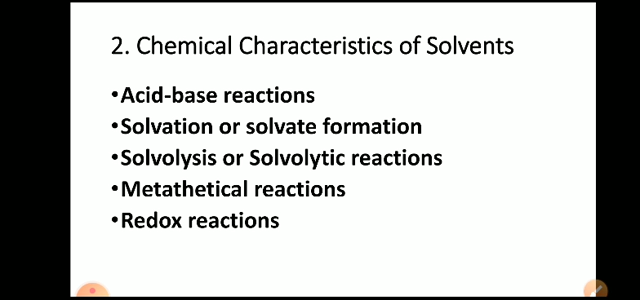 2. Chemical Characteristics of Solvents
•Acid-base reactions
•Solvation or solvate formation
•Solvolysis or Solvolytic reactions
•Metathetical reactions
•Redox reactions